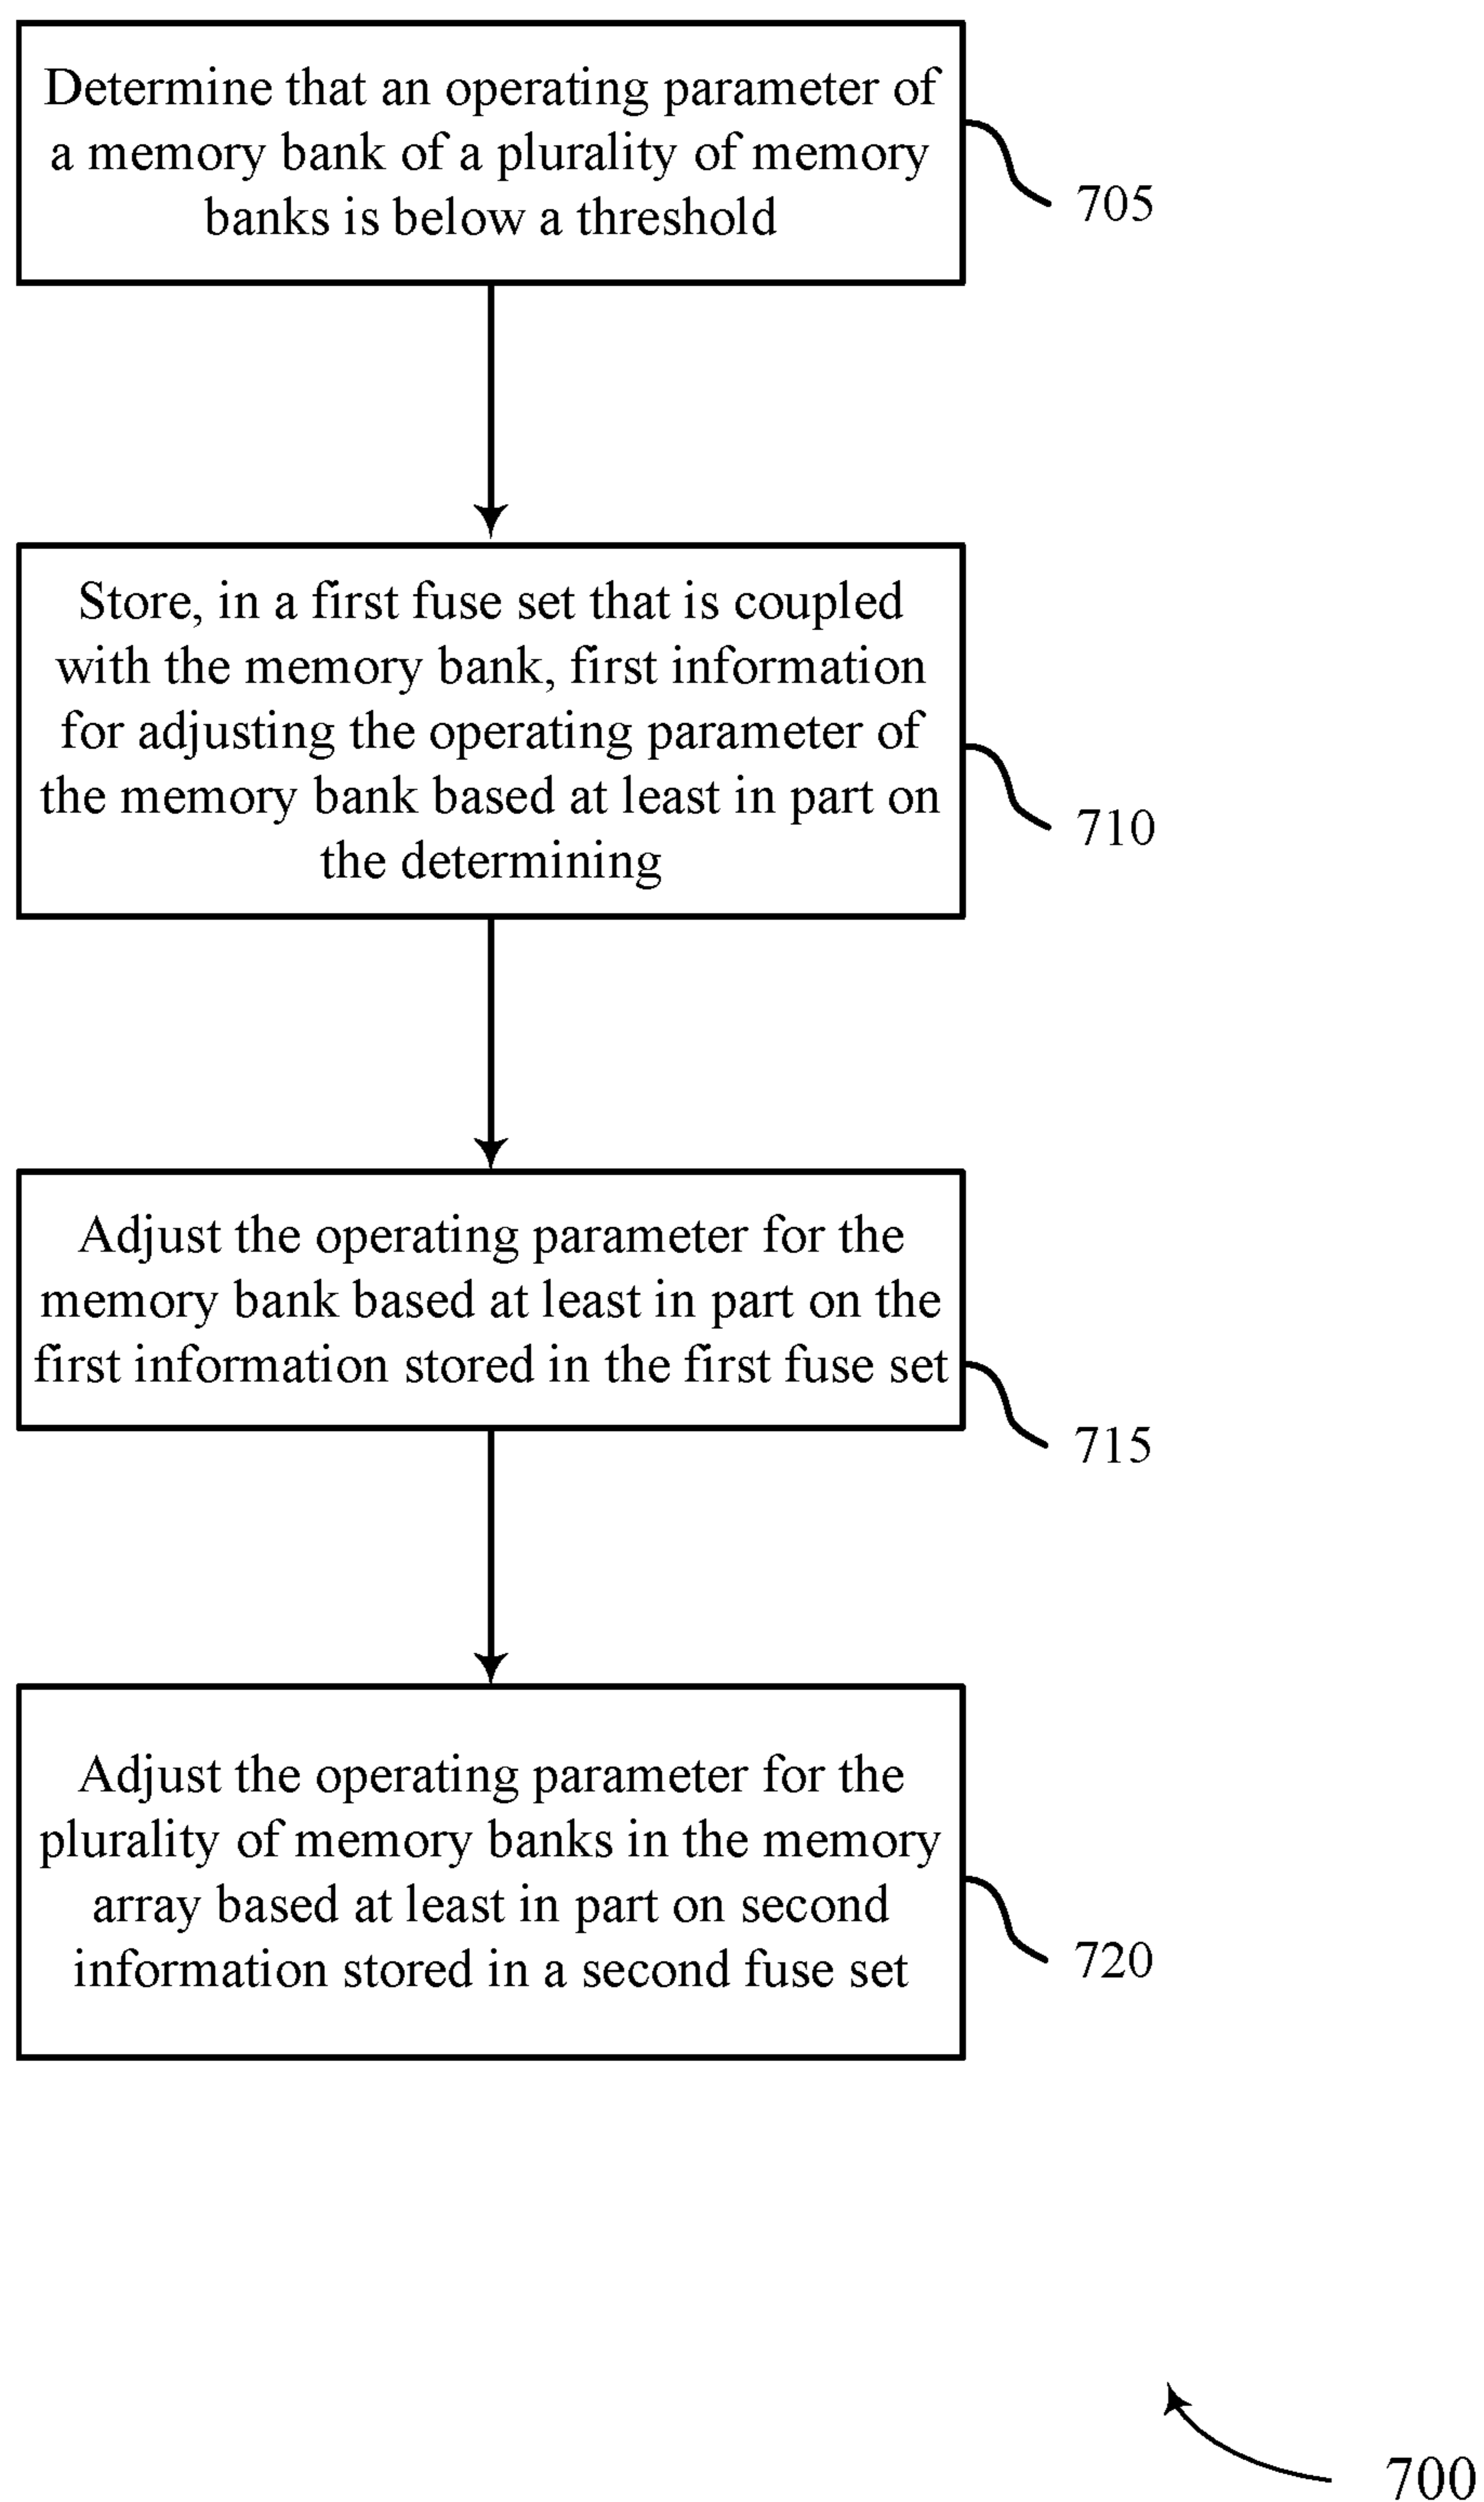 Determine that an operating parameter of
a memory bank of a plurality of memory
banks is below a threshold
705
Store, in a first fuse set that is coupled
with the memory bank, first information
for adjusting the operating parameter of
the memory bank based at least in part on
the determining
710
Adjust the operating parameter for the
memory bank based at least in part on the
first information stored in the first fuse set
715
Adjust the operating parameter for the
plurality of memory banks in the memory
array based at least in part on second
information stored in a second fuse set
720
700